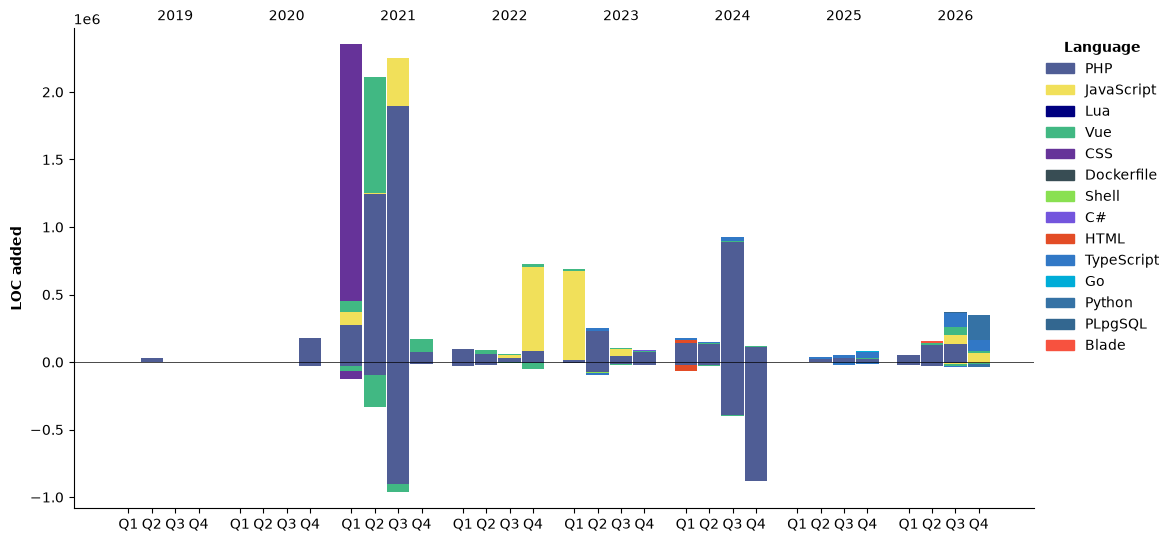 1e6
2019 2020 2021 2022 2023 2024 2025 2026
Language
PHP
JavaScript
Lua
Vue
CSS
Dockerfile
Shell
C#
HTML
TypeScript
Go
Python
PLpgSQL
Blade
LOC added
2.0
1.5
1.0
0.5
0.0
−0.5
−1.0
Q1 Q2 Q3 Q4 Q1 Q2 Q3 Q4 Q1 Q2 Q3 Q4 Q1 Q2 Q3 Q4 Q1 Q2 Q3 Q4 Q1 Q2 Q3 Q4 Q1 Q2 Q3 Q4 Q1 Q2 Q3 Q4